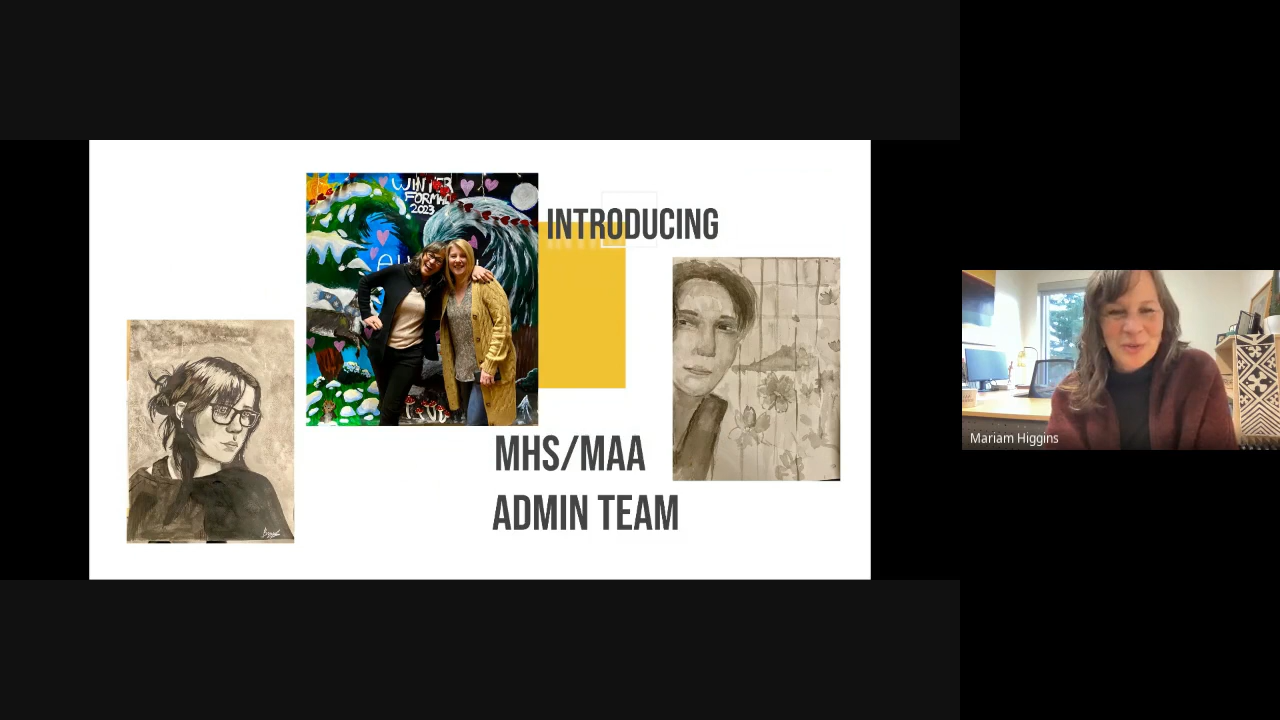 WINTER
FORMAL
2023
INTRODUCING
MHS/MAA
ADMIN TEAM
Mariam Higgins